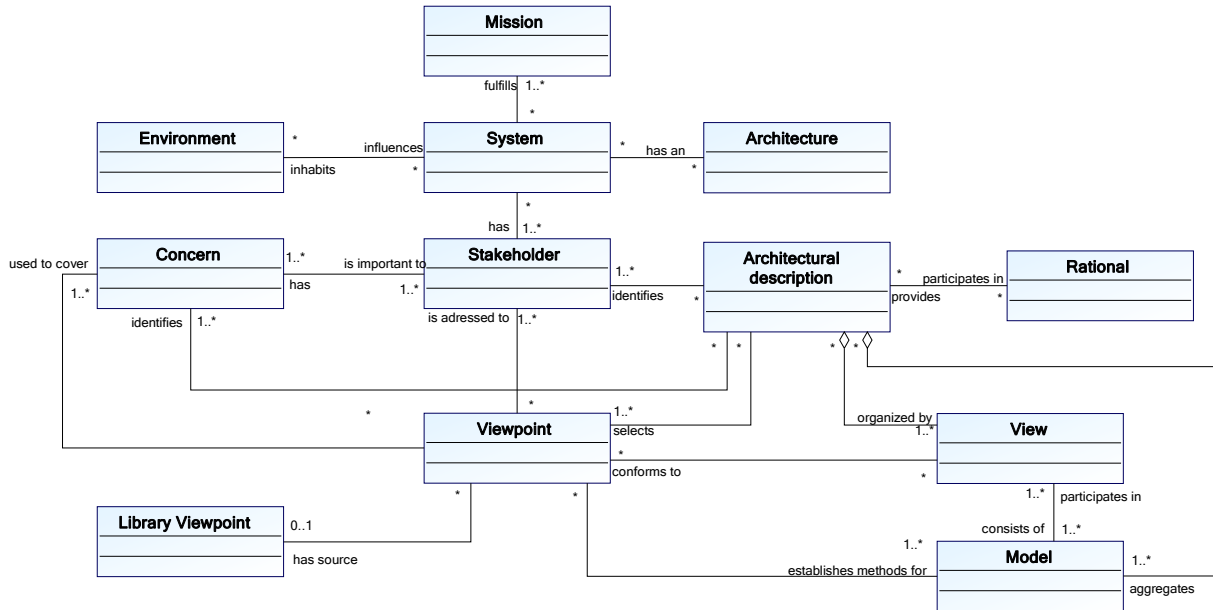 Mission
fulfills 1..*
*
Environment
*
influences
inhabits
*
System
*
has an
*
Architecture
*
has
1..*
used to cover
1..*
Concern
1..*
has
is important to
1..*
Stakeholder
1..*
identifies
*
Architectural
description
*
participates in
provides
*
Rational
identifies 1..*
is adressed to 1..*
* *
* *
*
*
1..*
selects
Viewpoint
*
conforms to
organized by
1..*
*
View
*
*
1..*
participates in
Library Viewpoint
0..1
has source
consists of 1..*
1..*
establishes methods for
Model
1..*
aggregates